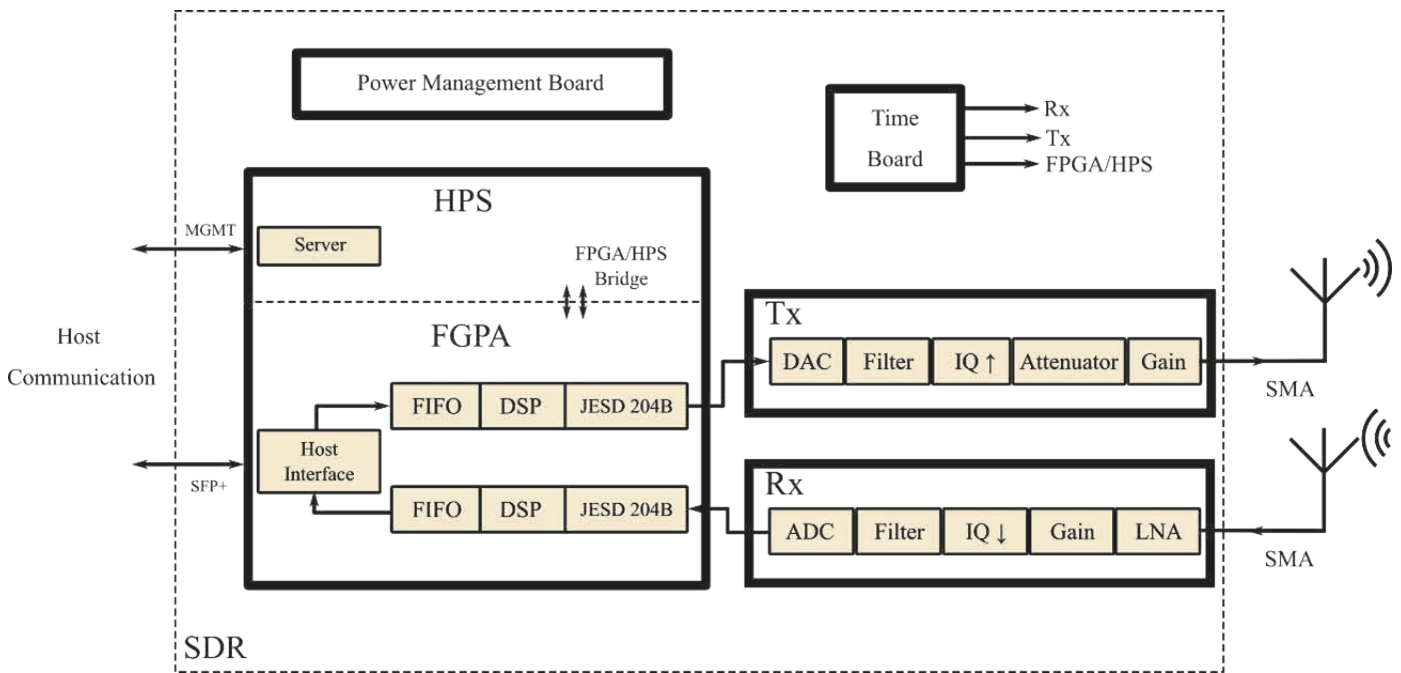 Power Management Board
Time
Board
Rx
Tx
FPGA/HPS
HPS
MGMT
Server
FPGA/HPS
Bridge
Host
Communication
FGPA
Tx
DAC Filter IQ ↑ Attenuator Gain
SMA
FIFO DSP JESD 204B
Host
Interface
SFP+
FIFO DSP JESD 204B
Rx
ADC Filter IQ ↓ Gain LNA
SMA
SDR